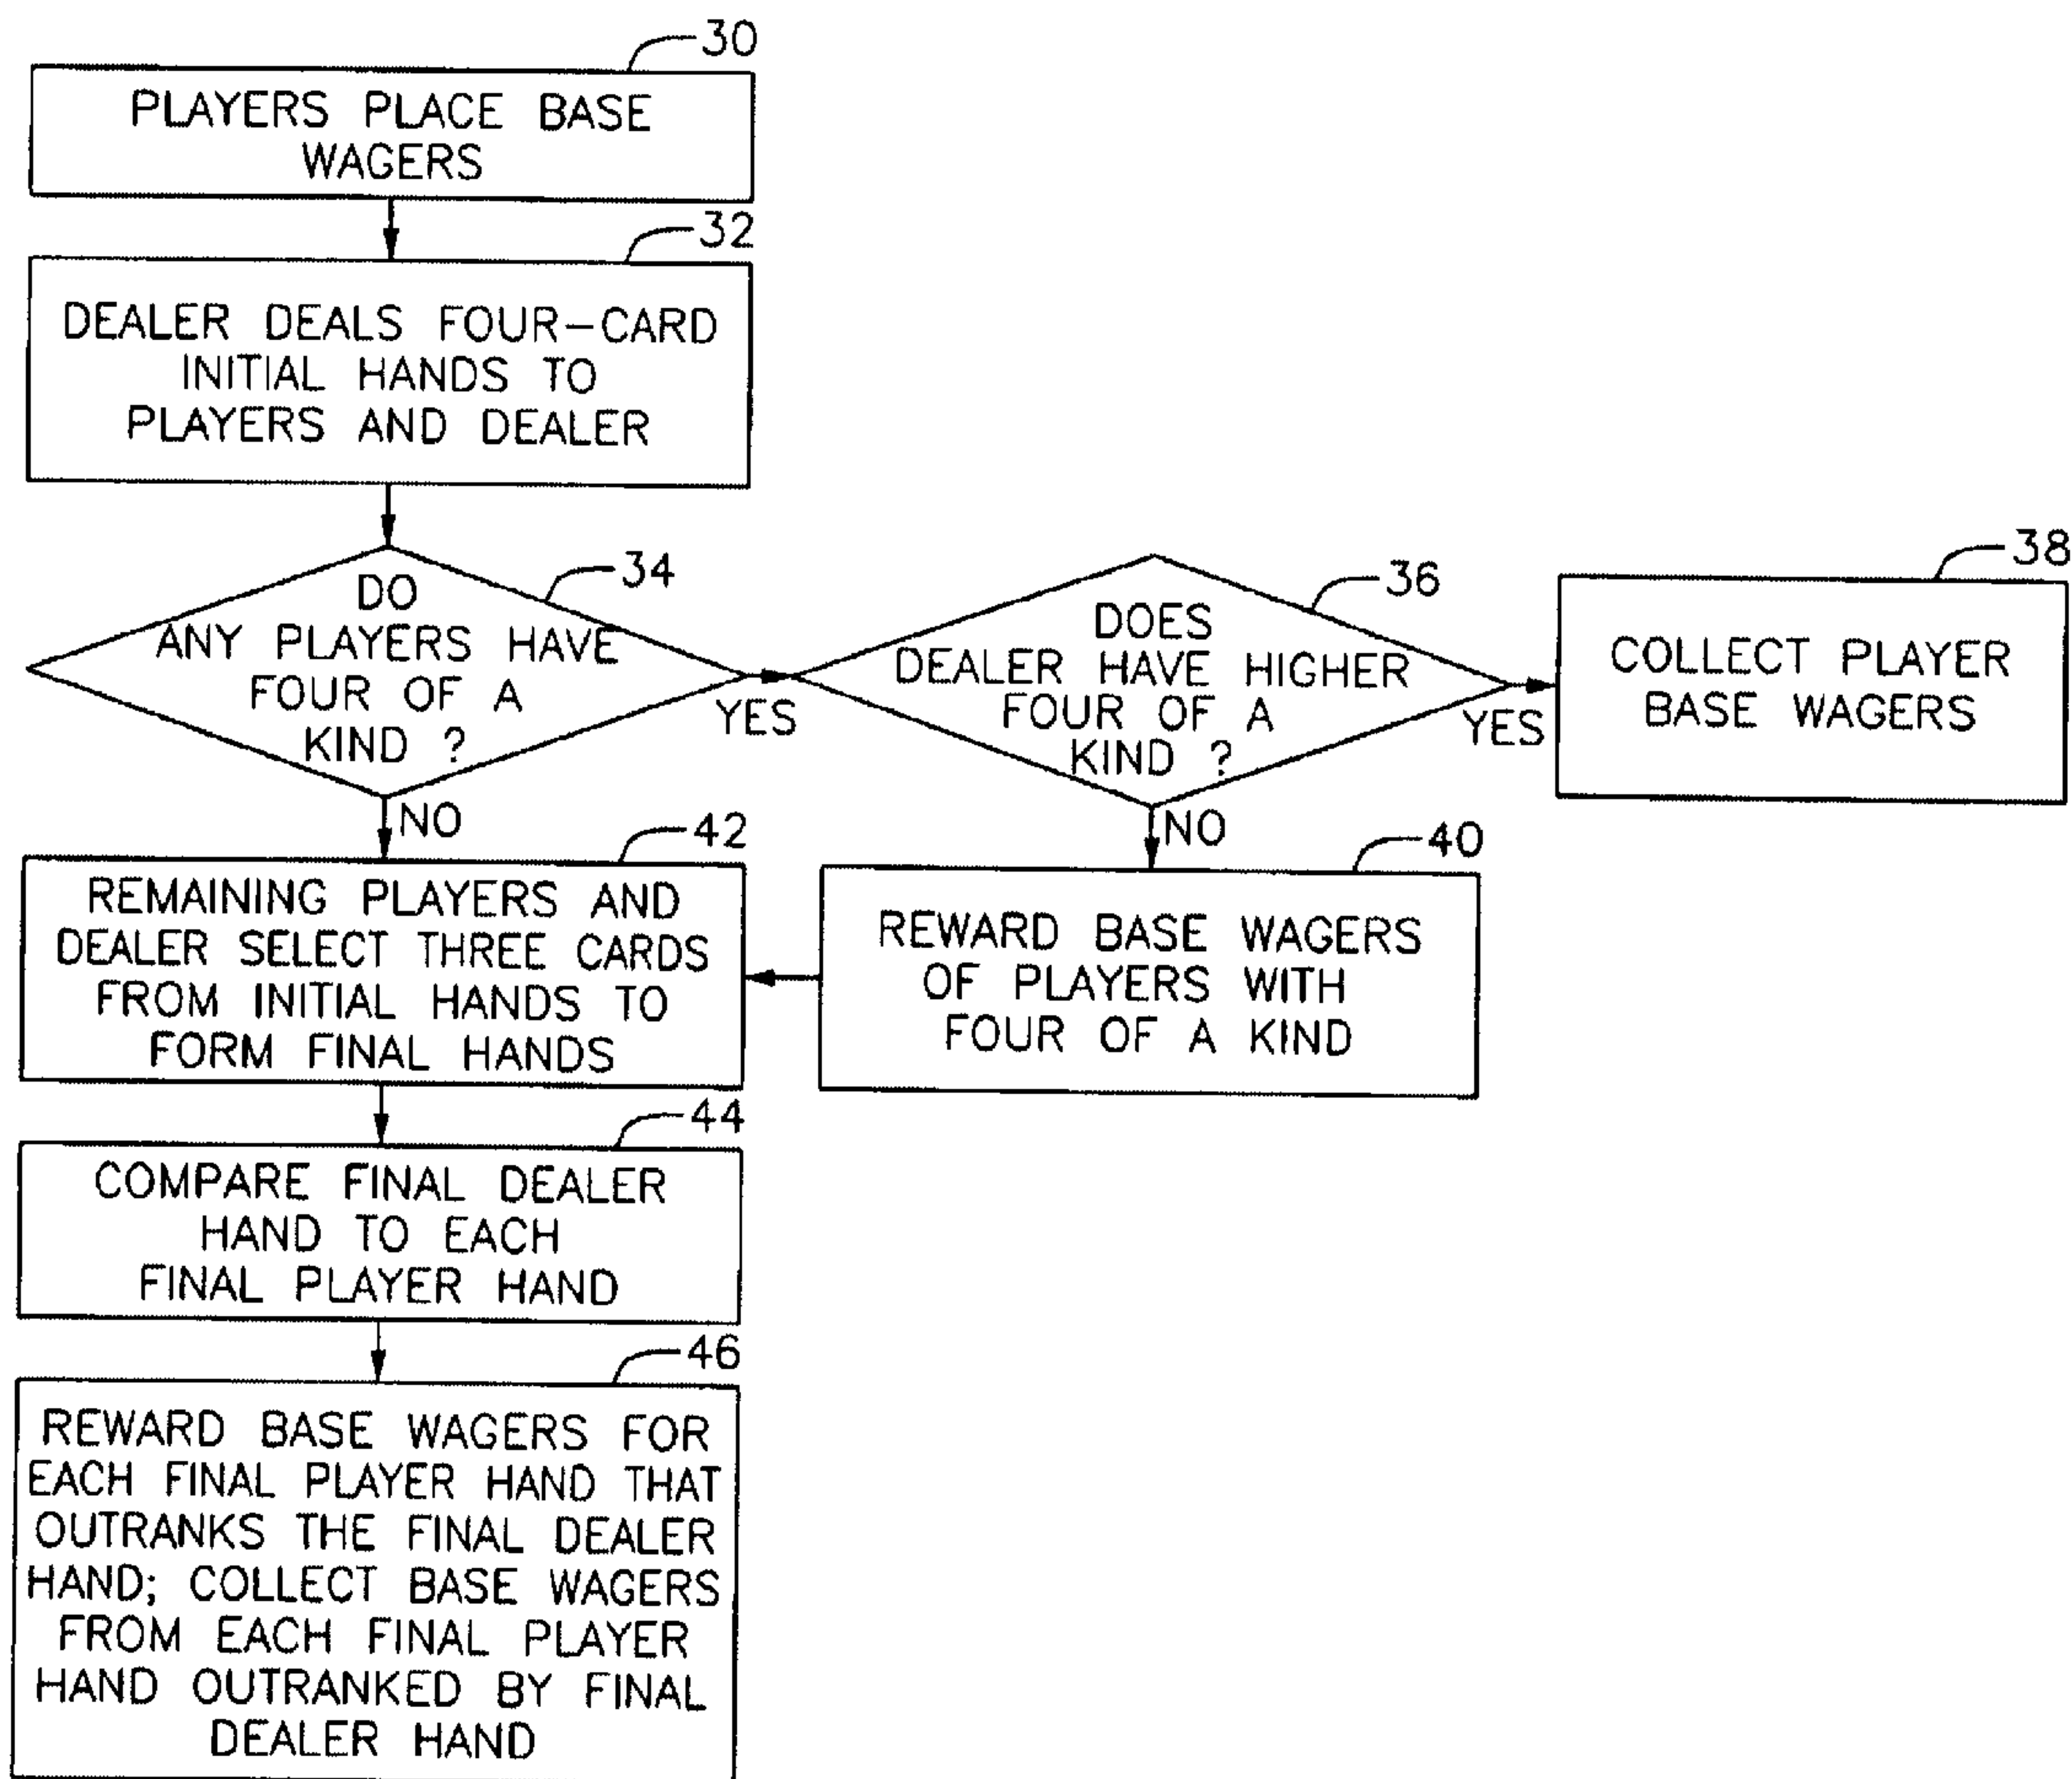 30
PLAYERS PLACE BASE
WAGERS
32
DEALER DEALS FOUR-CARD
INITIAL HANDS TO
PLAYERS AND DEALER
34
DO
ANY PLAYERS HAVE
FOUR OF A
KIND ?
YES
NO
36
DOES
DEALER HAVE HIGHER
FOUR OF A
KIND ?
YES
NO
38
COLLECT PLAYER
BASE WAGERS
40
REWARD BASE WAGERS
OF PLAYERS WITH
FOUR OF A KIND
42
REMAINING PLAYERS AND
DEALER SELECT THREE CARDS
FROM INITIAL HANDS TO
FORM FINAL HANDS
44
COMPARE FINAL DEALER
HAND TO EACH
FINAL PLAYER HAND
46
REWARD BASE WAGERS FOR
EACH FINAL PLAYER HAND THAT
OUTRANKS THE FINAL DEALER
HAND; COLLECT BASE WAGERS
FROM EACH FINAL PLAYER
HAND OUTRANKED BY FINAL
DEALER HAND